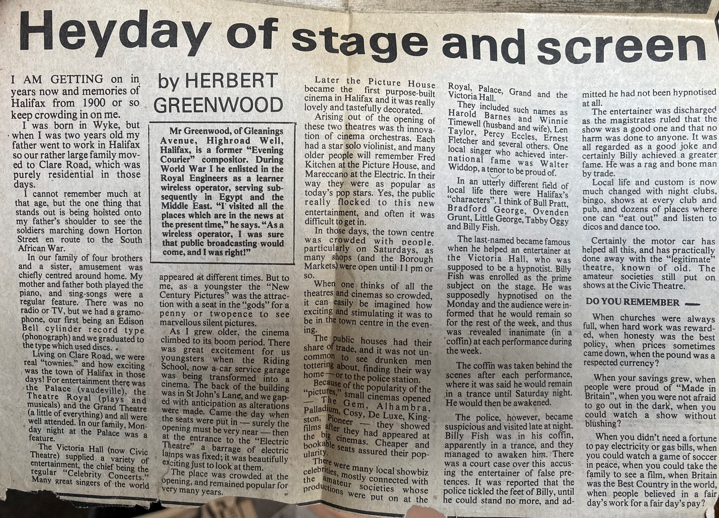 Heyday of stage and screen
I AM GETTING on in
years now and memories of
Halifax from 1900 or so
keep crowding in on me.
I was born in Wyke, but
when I was two years old my
father went to work in Halifax
so our rather large family mov-
ed to Clare Road, which was
purely residential in those
days.
I cannot remember much at
that age, but the one thing that
stands out is being hoisted onto
my father's shoulder to see the
soldiers marching down Horton
Street en route to the South
African War.
In our family of four brothers
and a sister, amusement was
chiefly centred around home. My
mother and father both played the
piano, and sing-songs were a
regular feature. There was no
radio or TV, but we had a gramo-
phone, our first being an Edison
Bell cylinder record type
(phonograph) and we graduated to
the type which used discs.
Living on Clare Road, we were
real "townies," and how exciting
was the town of Halifax in those
days! For entertainment there was
the Palace (vaudeville), the
Theatre Royal (plays and
musicals) and the Grand Theatre
(a little of everything) and all were
well attended. In our family, Mon-
day night at the Palace was a
feature.
The Victoria Hall (now Civic
Theatre) supplied a variety of
entertainment, the chief being the
regular "Celebrity Concerts."
Many great singers of the world
by HERBERT
GREENWOOD
Mr Greenwood, of Gleanings
Avenue, Highroad Well,
Halifax, is a former "Evening
Courier" compositor. During
World War I he enlisted in the
Royal Engineers as a learner
wireless operator, serving sub-
sequently in Egypt and the
Middle East. "I visited all the
places which are in the news at
the present time," he says. "As a
wireless operator, I was sure
that public broadcasting would
come, and I was right!"
appeared at different times. But to
me, as a youngster the "New
Century Pictures" was the attrac-
tion with a seat in the "gods" for a
penny or twopence to see
marvellous silent pictures.
As I grew older, the cinema
climbed to its boom period. There
was great excitement for us
youngsters when the Riding
School, now a-car service garage
was being transformed into a
cinema. The back of the building
was in St John's Lane, and we gap-
ed with anticipation as alterations
were made. Came the day when
the seats were put in — surely the
opening must be very near — then
at the entrance to the "Electric
Theatre" a barrage of electric
lamps was fixed; it was beautifully
exciting just to look at them.
The place was crowded at the
opening, and remained popular for
very many years.
Later the Picture House
became the first purpose-built
cinema in Halifax and it was really
lovely and tastefully decorated.
Arising out of the opening of
these two theatres was the innova-
tion of cinema orchestras. Each
had a star solo violinist, and many
older people will remember Fred
Kitchen at the Picture House, and
Mareccano at the Electric. In their
way they were as popular as
today's pop stars. Yes, the public
really flocked to this new
entertainment, and often it was
difficult to get in.
In those days, the town centre
was crowded with people,
particularly on Saturdays, as
many shops (and the Borough
Markets) were open until 11 pm or
so.
When one thinks of all the
theatres and cinemas so crowded,
it can easily be imagined how
exciting and stimulating it was to
be in the town centre in the even-
ing.
The public houses had their
share of trade, and it was not un-
common to see drunken men
tottering about, finding their way
home — or to the police station.
Because of the popularity of the
"pictures" small cinemas opened
— The Gem, Alhambra,
Palladium, Cosy, De Luxe, King-
ston, Pioneer — they showed
films after they had appeared at
the big cinemas. Cheaper and
bookable seats assured their pop-
ularity.
There were many local showbiz
celebrities, mostly connected with
the amateur societies whose
productions were put on at the
Royal, Palace, Grand and the
Victoria Hall.
They included such names as
Harold Barnes and Winnie
Timewell (husband and wife), Len
Taylor, Percy Eccles, Ernest
Pletcher and several others. One
local singer who achieved inter-
national fame was Walter
Widdop, a tenor to be proud of.
In an utterly different field of
local life there were Halifax's
"characters". I think of Bull Pratt,
Bradford George, Ovenden
Grunt, Little George, Tabby Oggy
and Billy Fish.
The last-named became famous
when he helped an entertainer at
the Victoria Hall, who was
supposed to be a hypnotist. Billy
Fish was enrolled as the prime
subject on the stage. He was
supposedly hypnotised on the
Monday and the audience were in-
formed that he would remain so
for the rest of the week, and thus
was revealed inanimate (in a
coffin) at each performance during
the week.
The coffin was taken behind the
scenes after each performance,
where it was said he would remain
in a trance until Saturday night.
He would then be awakened.
The police, however, became
suspicious and visited late at night.
Billy Fish was in his coffin,
apparently in a trance, and they
managed to awaken him. There
was a court case over this accus-
ing the entertainer of false pre-
tences. It was reported that the
police tickled the feet of Billy, until
he could stand no more, and ad-
mitted he had not been hypnotised
at all.
The entertainer was discharged
as the magistrates ruled that the
show was a good one and that no
harm was done to anyone. It was
all regarded as a good joke and
certainly Billy achieved a greater
fame. He was a rag and bone man
by trade.
Local life and custom is now
much changed with night clubs,
bingo, shows at every club and
pub, and dozens of places where
one can "eat out" and listen to
discos and dance too.
Certainly the motor car has
helped all this, and has practically
done away with the "legitimate"
theatre, known of old. The
amateur societies still put on
shows at the Civic Theatre.
DO YOU REMEMBER —
When churches were always
full, when hard work was reward-
ed, when honesty was the best
policy, when prices sometimes
came down, when the pound was a
respected currency?
When your savings grew, when
people were proud of "Made in
Britain", when you were not afraid
to go out in the dark, when you
could watch a show without
blushing?
When you didn't need a fortune
to pay electricity or gas bills, when
you could watch a game of soccer
in peace, when you could take the
family to see a film, when Britain
was the Best in the World,
when people believed in a fair
day's work for a fair day's pay?